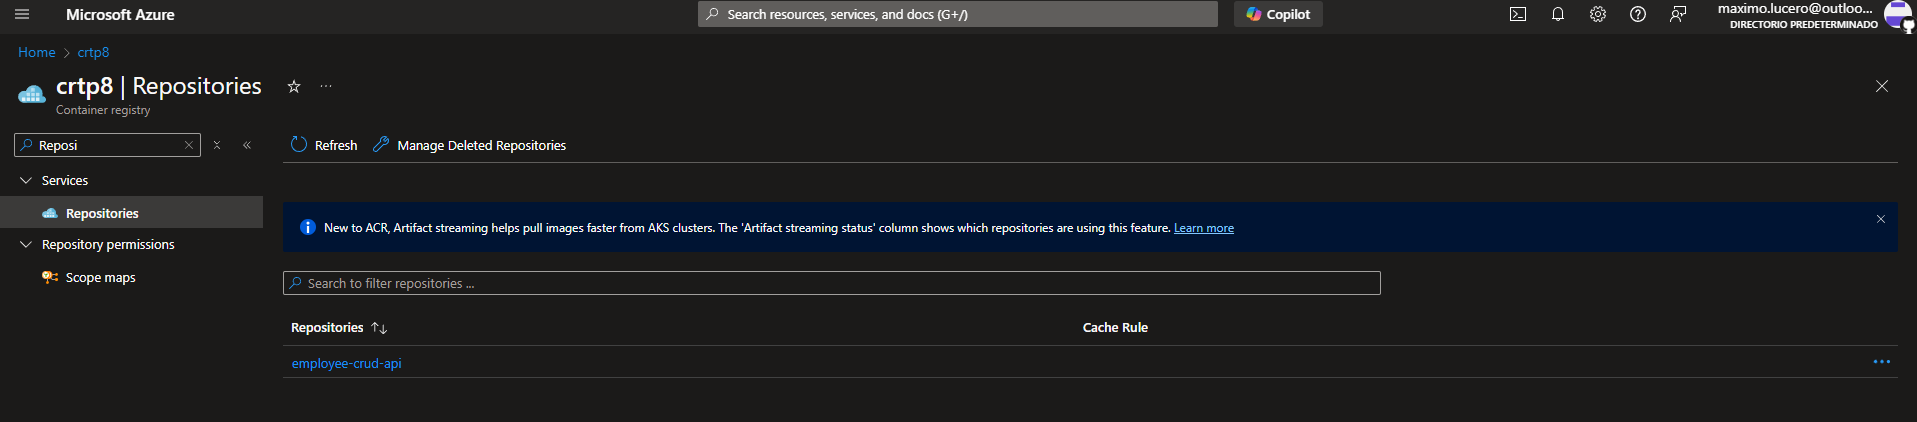 Microsoft Azure
Search resources, services, and docs (G+/)
Copilot
maximo.lucero@outloo...
DIRECTORIO PREDETERMINADO
Home > crtp8
crtp8 | Repositories
Container registry
Reposi
Refresh
Manage Deleted Repositories
Services
Repositories
Repository permissions
Scope maps
New to ACR, Artifact streaming helps pull images faster from AKS clusters. The 'Artifact streaming status' column shows which repositories are using this feature. Learn more
Search to filter repositories ...
Repositories
Cache Rule
employee-crud-api